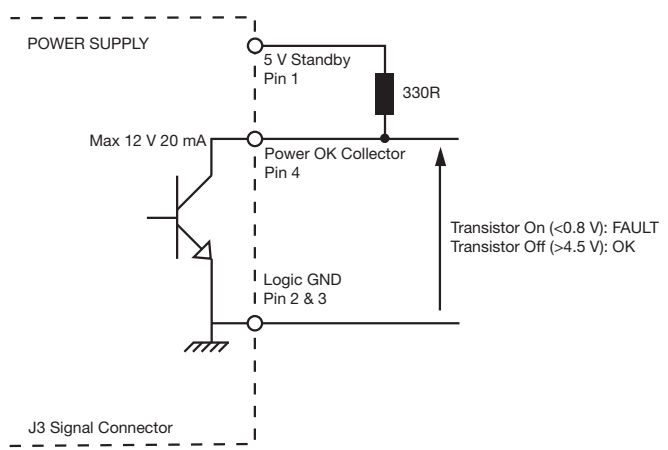 POWER SUPPLY
5 V Standby
Pin 1
330R
Max 12 V 20 mA
Power OK Collector
Pin 4
Transistor On (<0.8 V): FAULT
Transistor Off (>4.5 V): OK
Logic GND
Pin 2 & 3
J3 Signal Connector